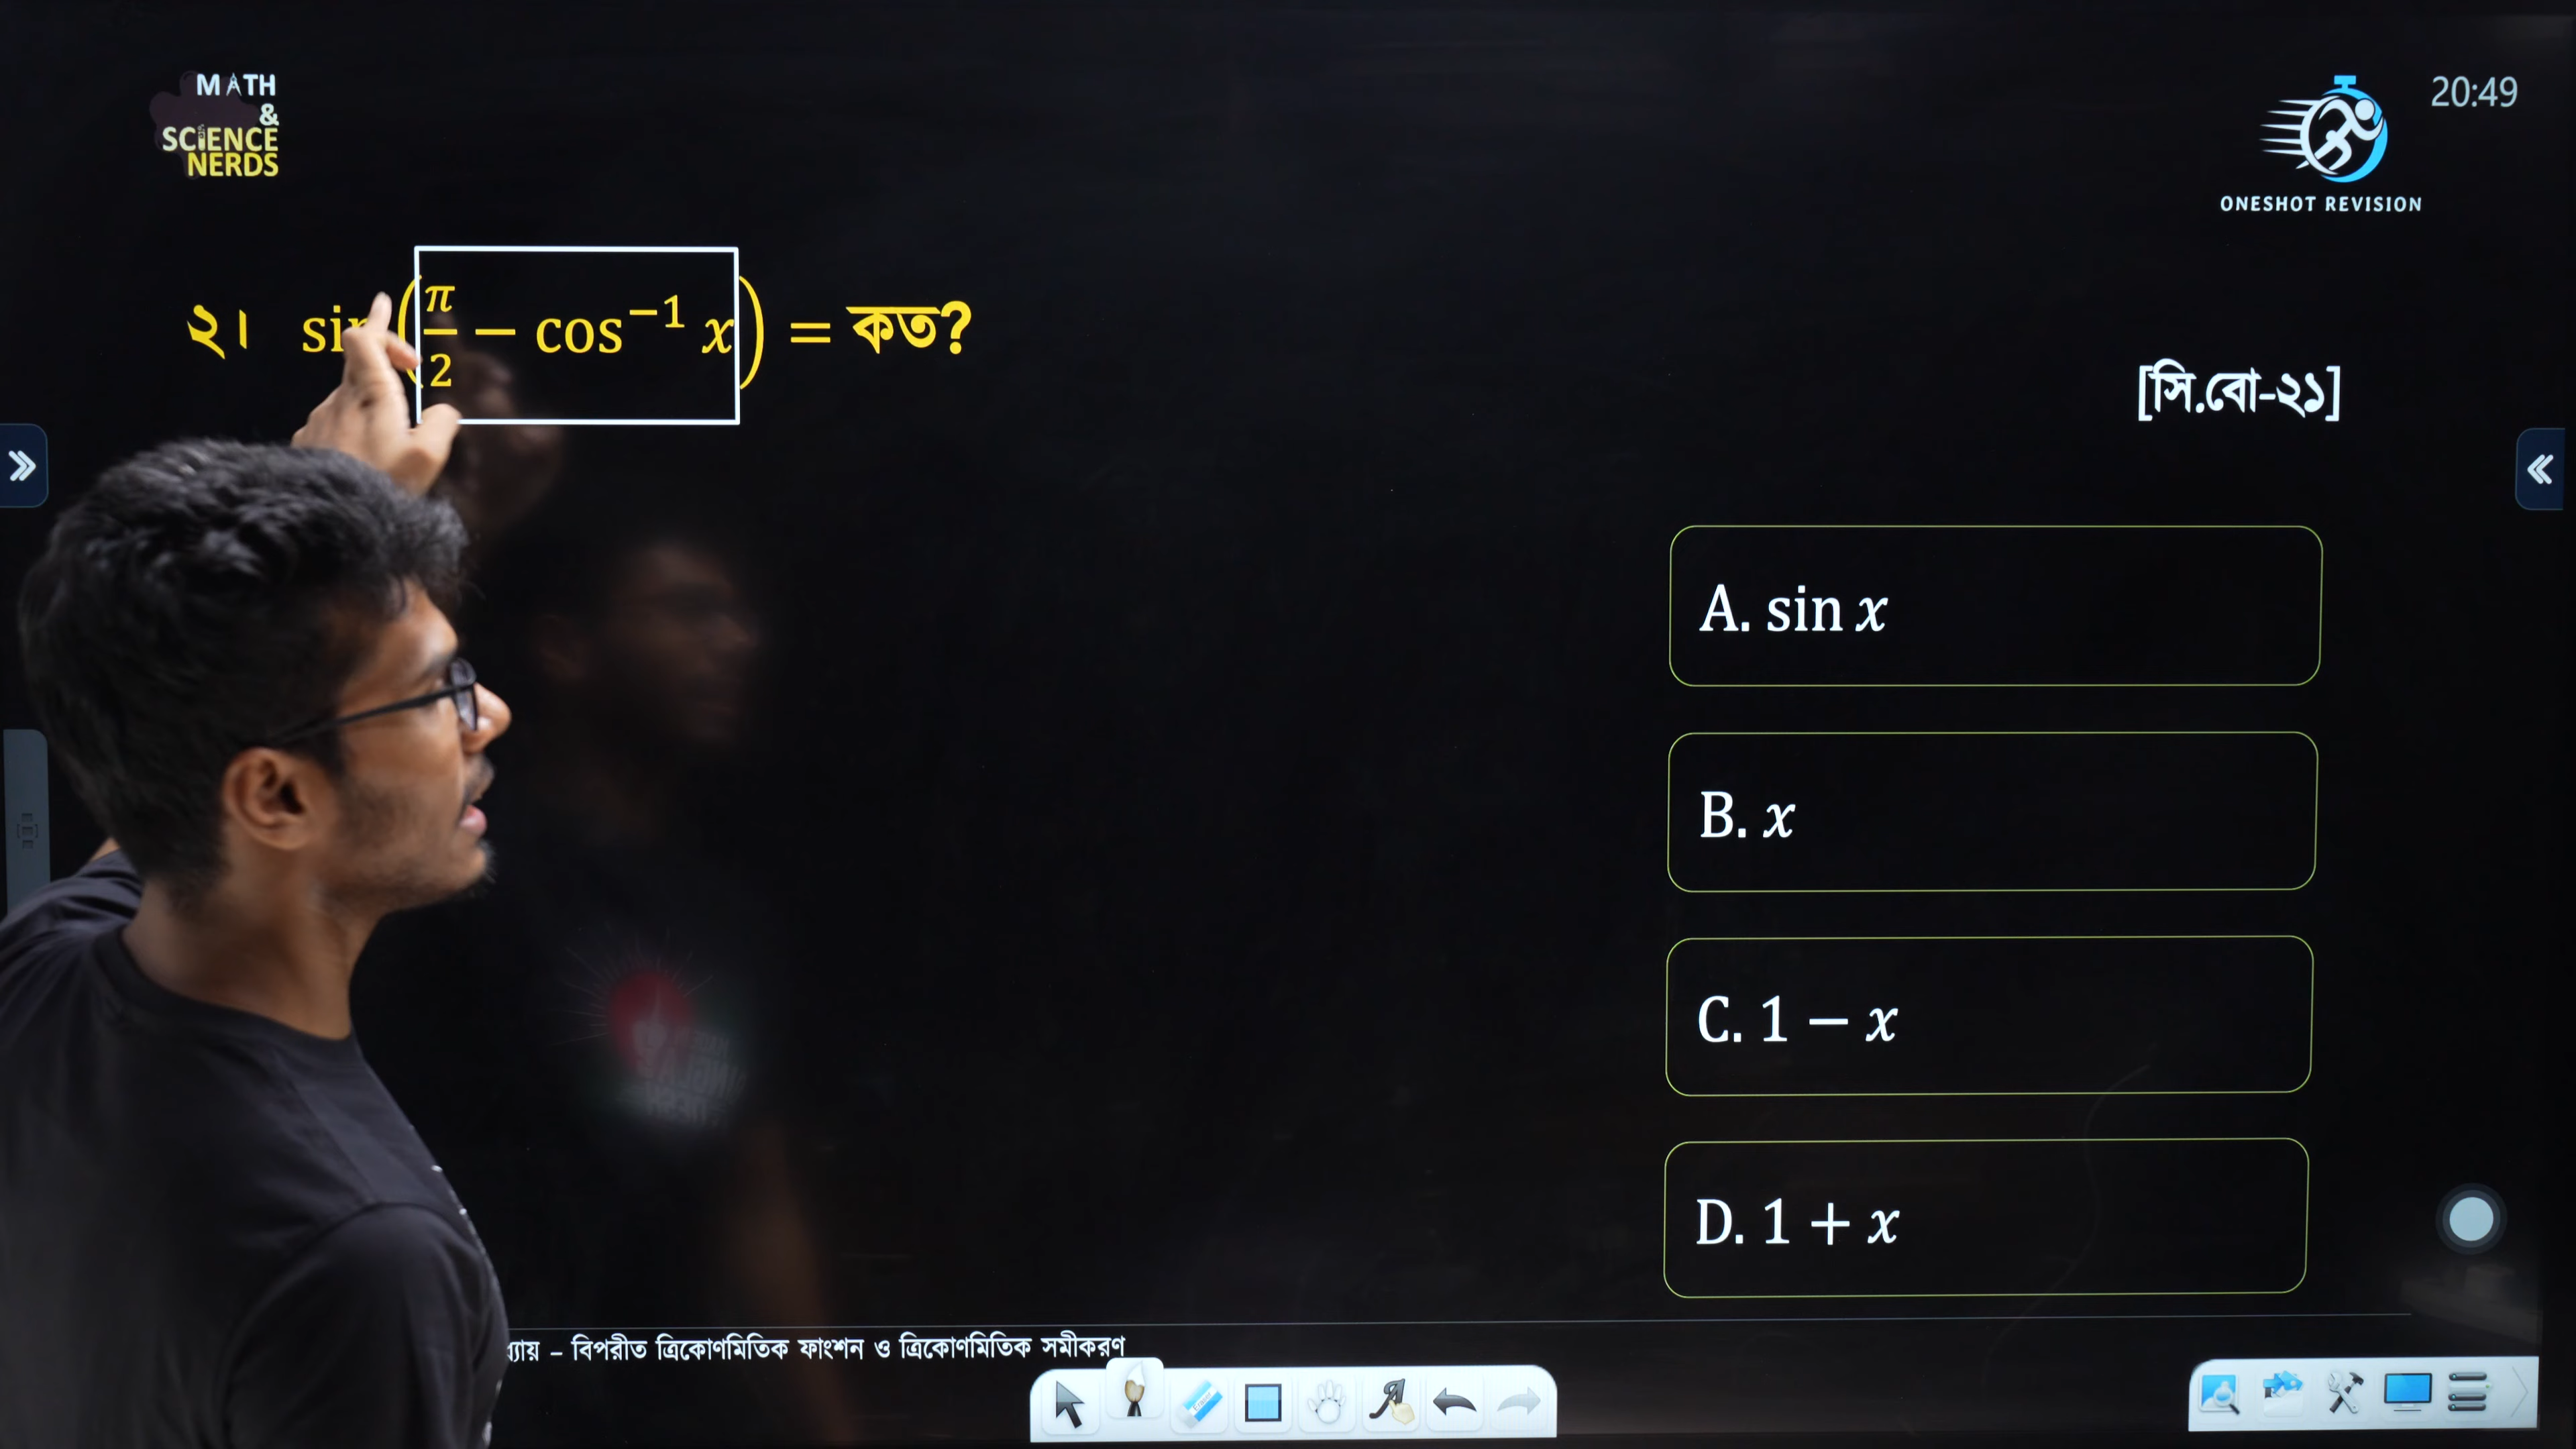 MATH
&
SCIENCE
NERDS
20:49
ONESHOT REVISION
২। sin(π/2 − cos⁻¹ x) = কত?
[সি.বো-২১]
A. sin x
B. x
C. 1 − x
D. 1 + x
– বিপরীত ত্রিকোণমিতিক ফাংশন ও ত্রিকোণমিতিক সমীকরণ